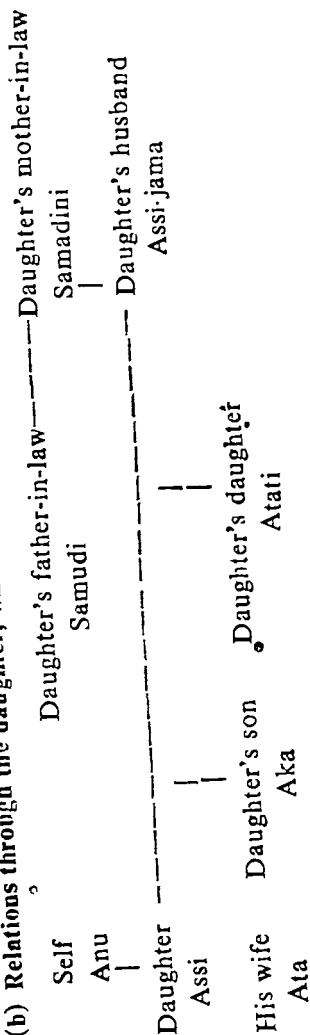 (b) Relations through the daughter,
Self
Anu
Daughter's father-in-law————Daughter's mother-in-law
Samudi
Samadini
Daughter — — — — — — — — — — — Daughter's husband
Assi
Assi-jama
His wife
Ata
Daughter's son
Aka
Daughter's daughter
Atati